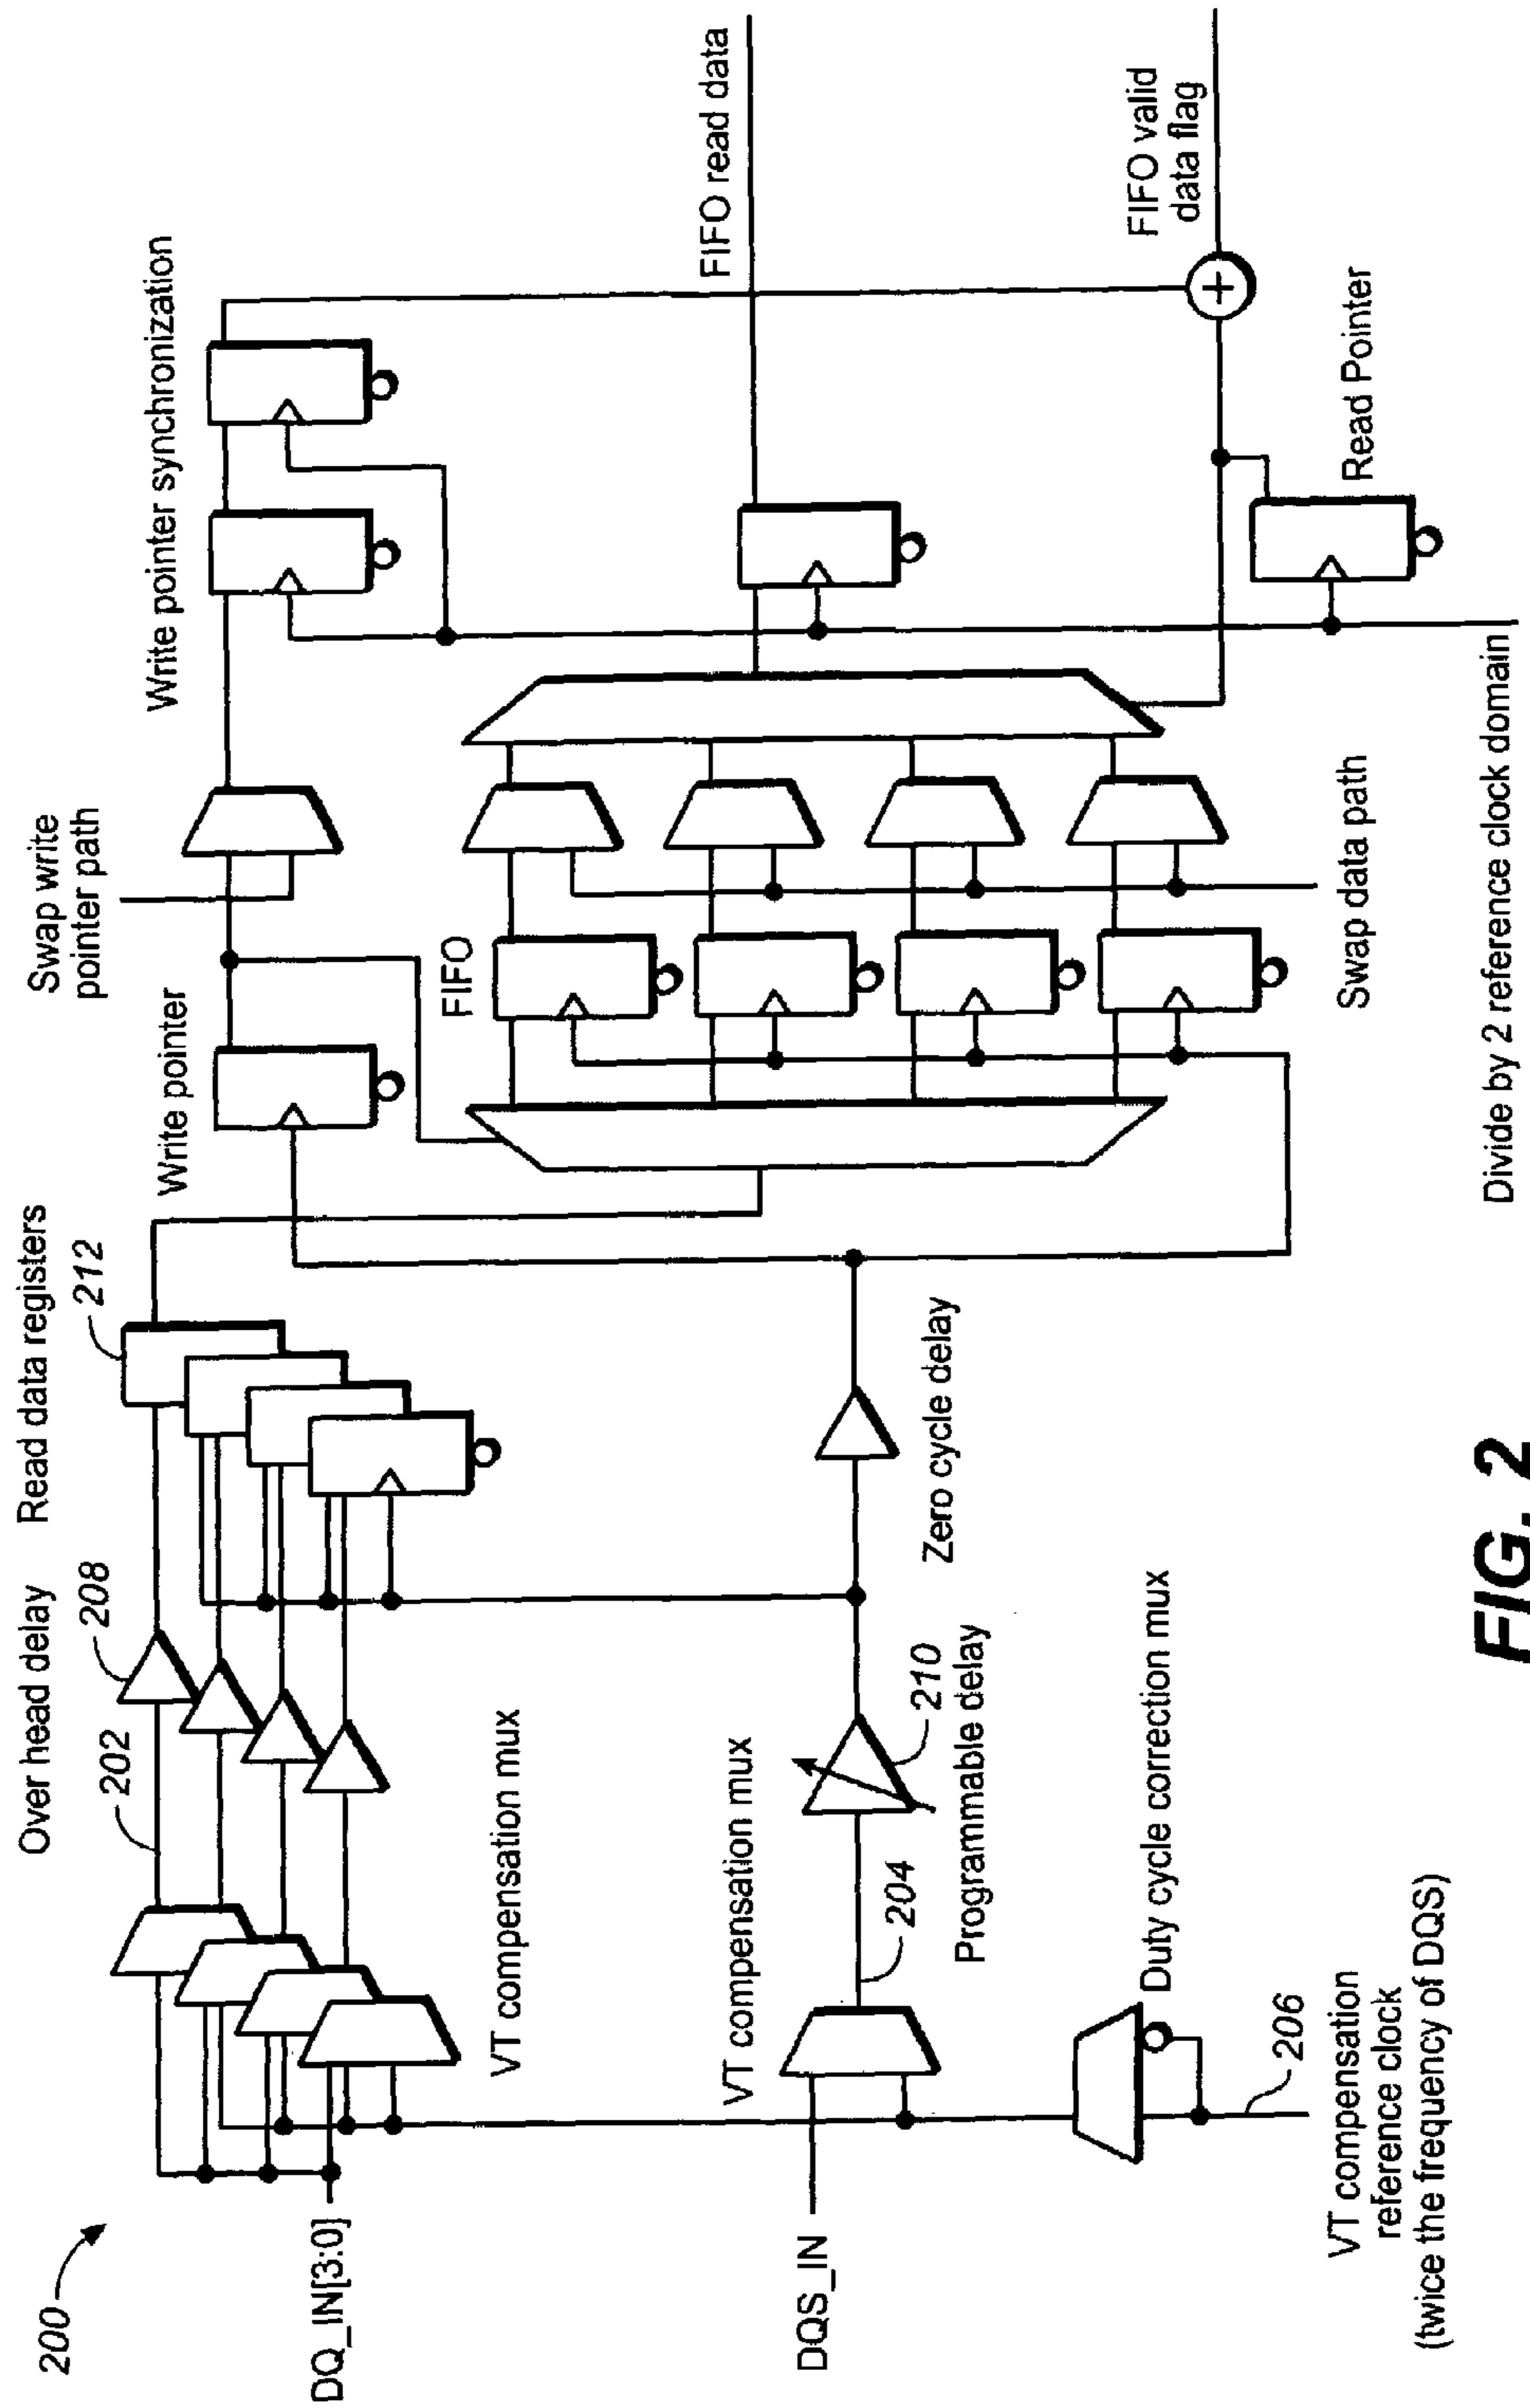 200
DQ_IN[3:0]
DQS_IN
VT compensation
reference clock
(twice the frequency of DQS)
206
Duty cycle correction mux
VT compensation mux
VT compensation mux
204
202
Over head delay
208
210
Programmable delay
Read data registers
212
Zero cycle delay
Write pointer
Swap write
pointer path
FIFO
Swap data path
Write pointer synchronization
Divide by 2 reference clock domain
Read Pointer
FIFO read data
FIFO valid
data flag
+
FIG. 2